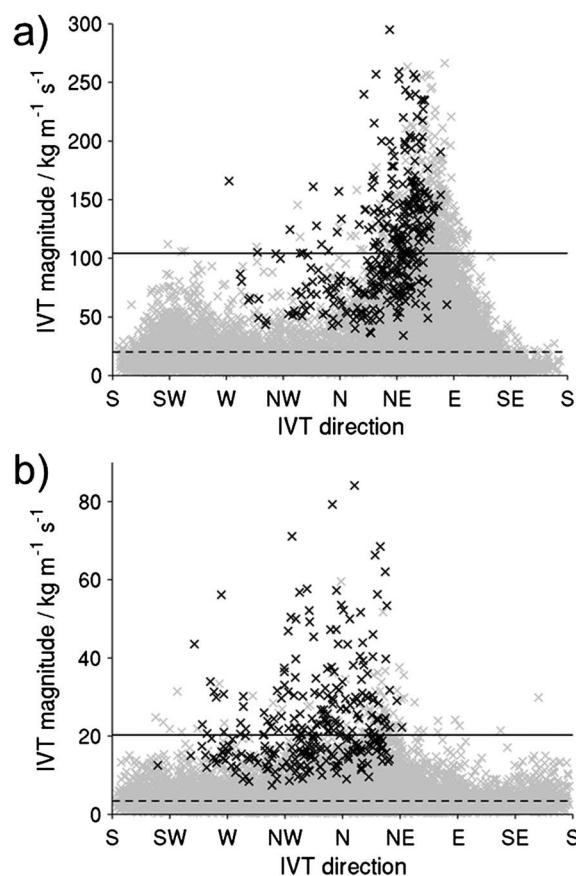 a)
300
250
200
150
100
50
0
IVT magnitude / kg m⁻¹ s⁻¹
S SW W NW N NE E SE S
IVT direction
b)
80
60
40
20
0
IVT magnitude / kg m⁻¹ s⁻¹
S SW W NW N NE E SE S
IVT direction